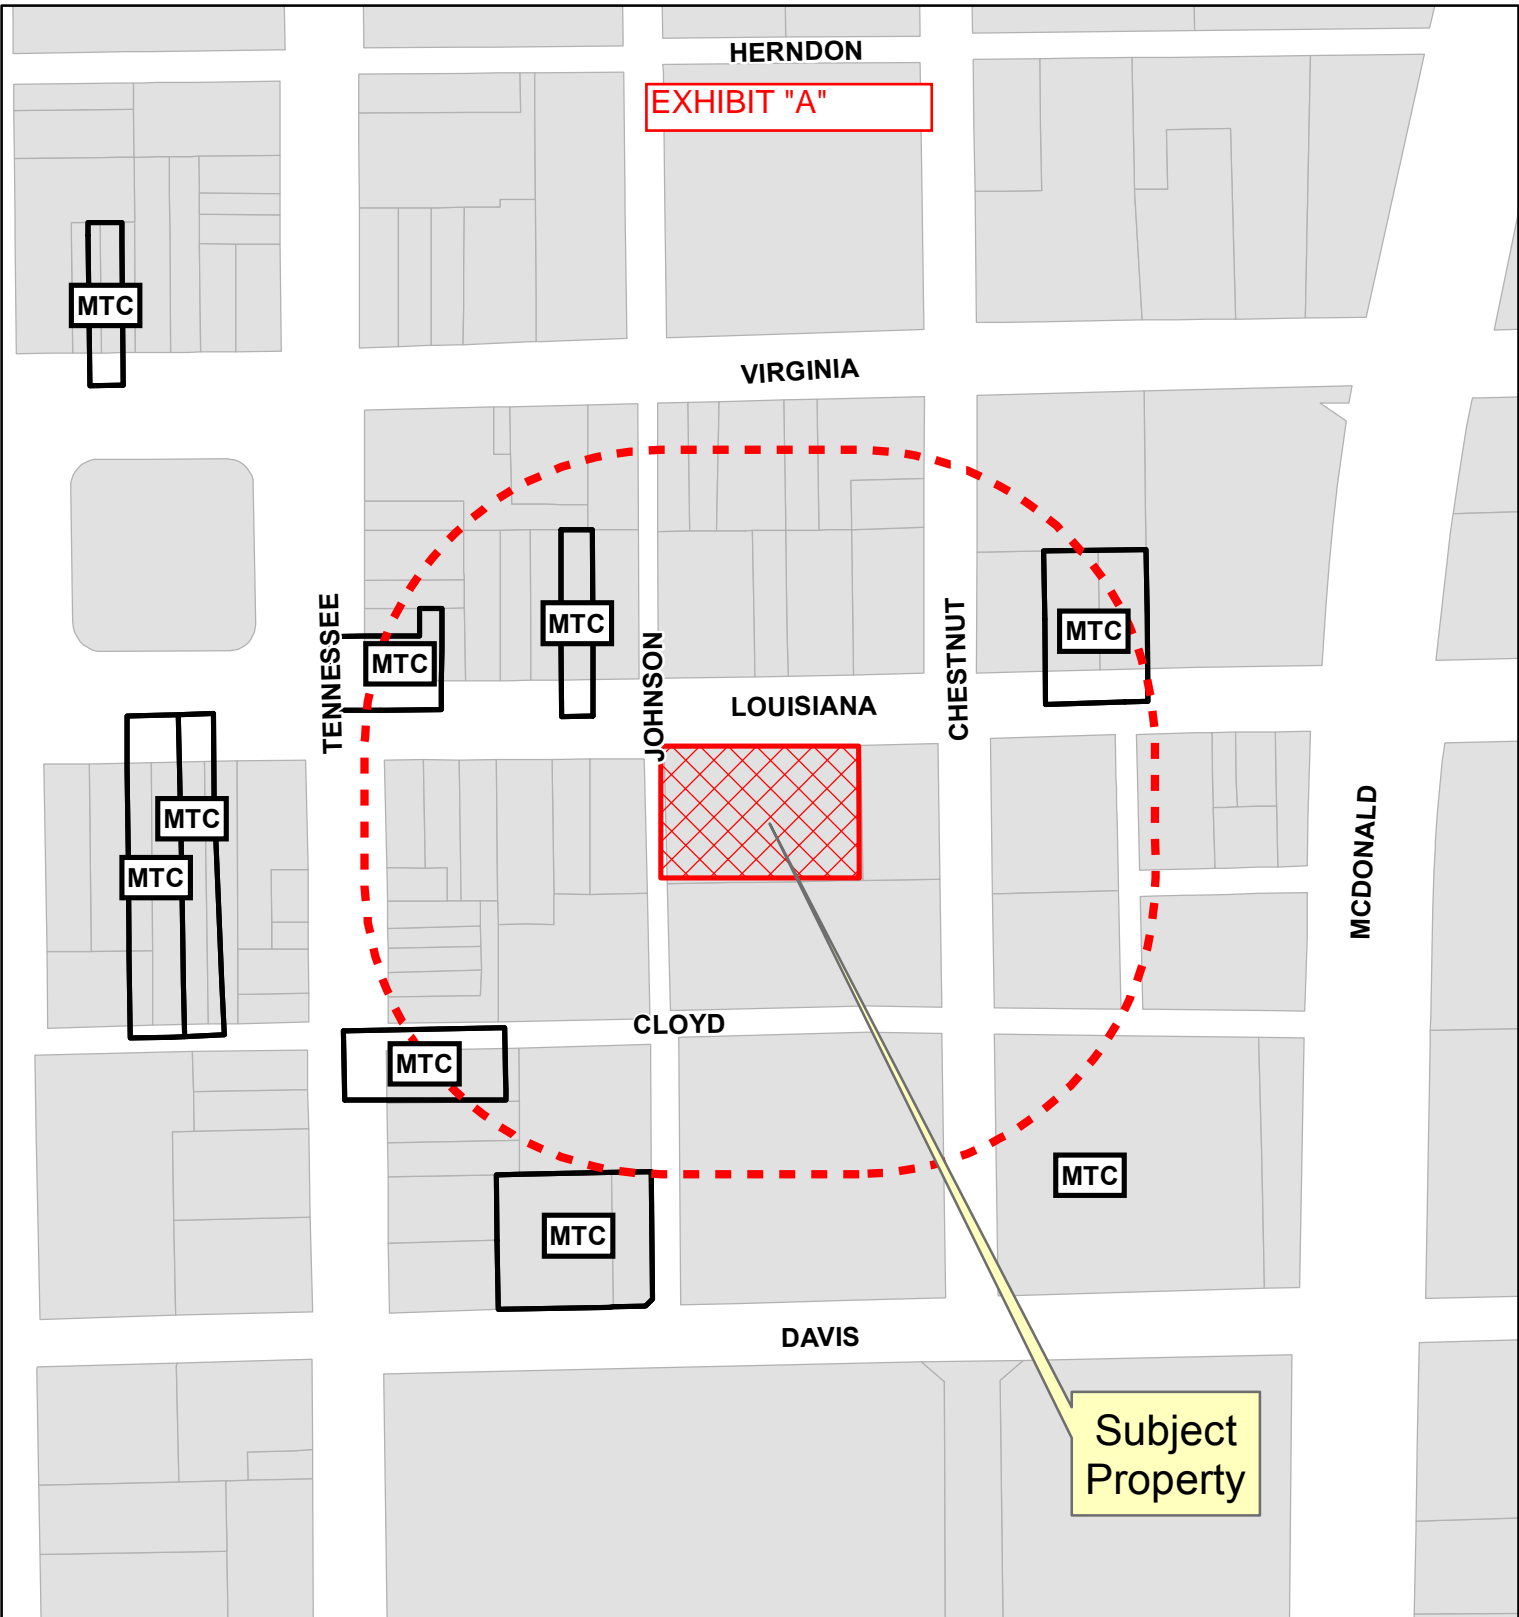 HERNDON
EXHIBIT "A"
MTC
VIRGINIA
MTC
MTC
MTC
TENNESSEE
JOHNSON
CHESTNUT
LOUISIANA
MTC
MTC
MCDONALD
CLOYD
MTC
MTC
MTC
DAVIS
Subject
Property